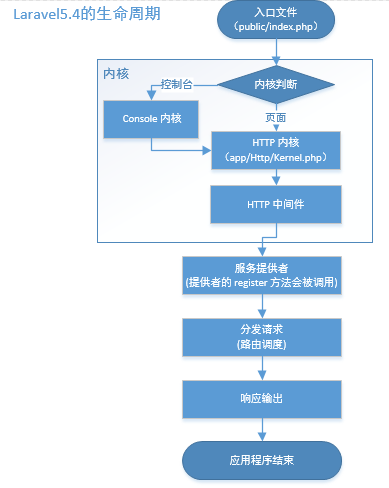 Laravel5.4的生命周期
入口文件
（public/index.php）
内核
内核判断
控制台
Console 内核
页面
HTTP 内核
（app/Http/Kernel.php）
HTTP 中间件
服务提供者
(提供者的 register 方法会被调用)
分发请求
(路由调度)
响应输出
应用程序结束